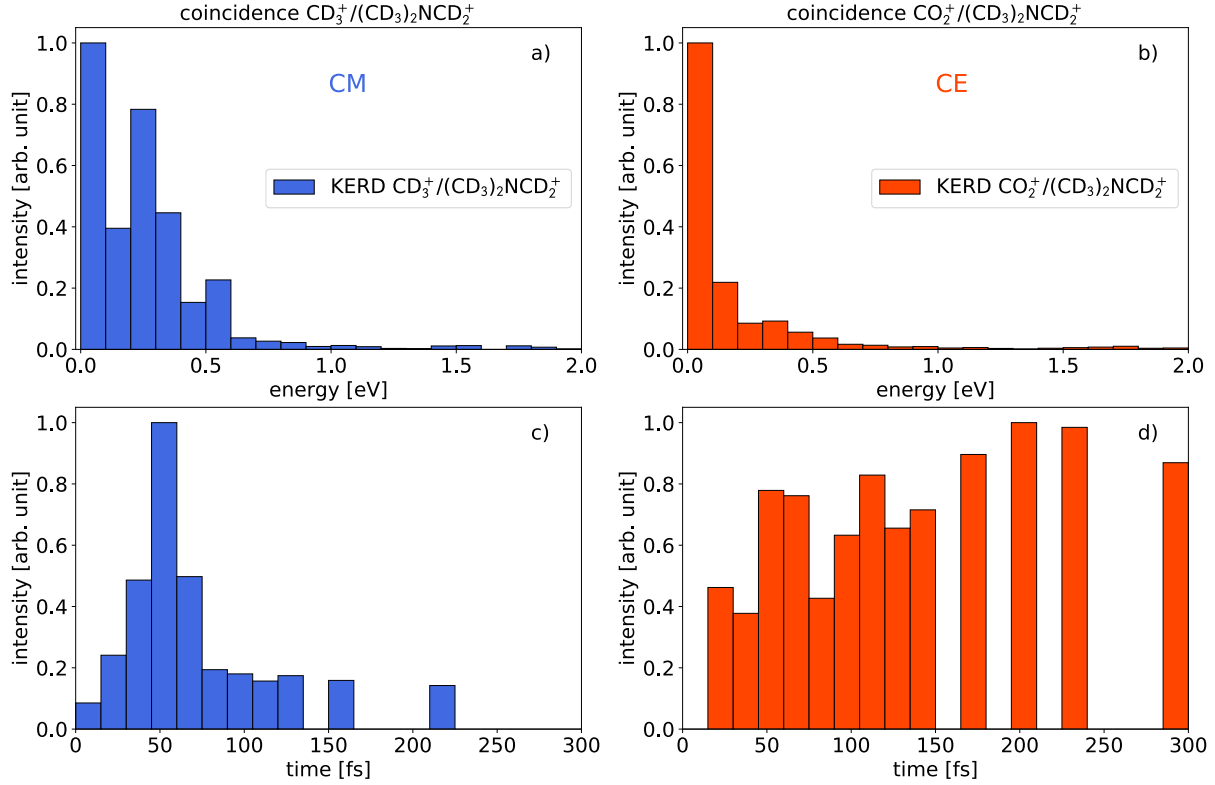 coincidence CD₃⁺/(CD₃)₂NCD₂⁺
a)
CM
KERD CD₃⁺/(CD₃)₂NCD₂⁺
intensity [arb. unit]
1.0
0.8
0.6
0.4
0.2
0.0
0.0 0.5 1.0 1.5 2.0
energy [eV]
coincidence CO₂⁺/(CD₃)₂NCD₂⁺
b)
CE
KERD CO₂⁺/(CD₃)₂NCD₂⁺
intensity [arb. unit]
1.0
0.8
0.6
0.4
0.2
0.0
0.0 0.5 1.0 1.5 2.0
energy [eV]
c)
intensity [arb. unit]
1.0
0.8
0.6
0.4
0.2
0.0
0 50 100 150 200 250 300
time [fs]
d)
intensity [arb. unit]
1.0
0.8
0.6
0.4
0.2
0.0
0 50 100 150 200 250 300
time [fs]